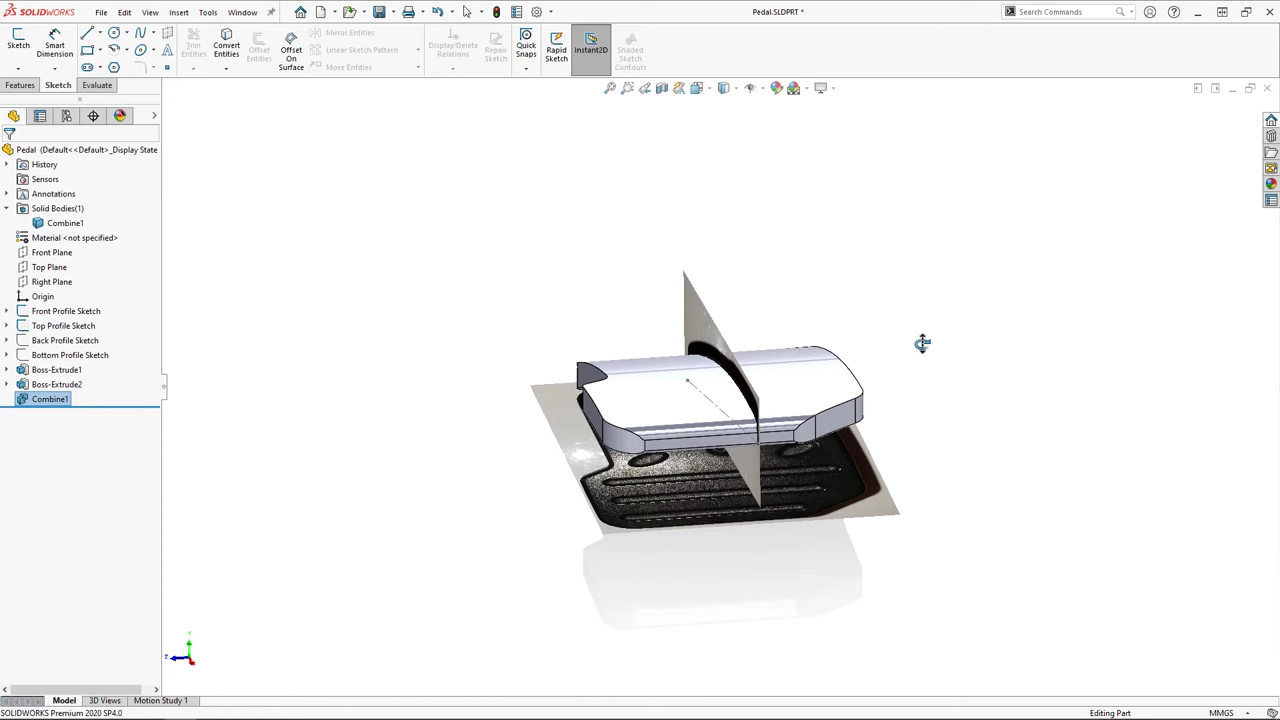 SOLIDWORKS
File
Edit
View
Insert
Tools
Window
Pedal.SLDPRT *
Search Commands
Sketch
Smart Dimension
Trim Entities
Convert Entities
Offset Entities
Offset On Surface
Mirror Entities
Linear Sketch Pattern
Move Entities
Display/Delete Relations
Repair Sketch
Quick Snaps
Rapid Sketch
Instant2D
Shaded Sketch Contours
Features
Sketch
Evaluate
Pedal (Default<<Default>_Display State
History
Sensors
Annotations
Solid Bodies(1)
Combine1
Material <not specified>
Front Plane
Top Plane
Right Plane
Origin
Front Profile Sketch
Top Profile Sketch
Back Profile Sketch
Bottom Profile Sketch
Boss-Extrude1
Boss-Extrude2
Combine1
Y
Z
Model
3D Views
Motion Study 1
SOLIDWORKS Premium 2020 SP4.0
Editing Part
MMGS